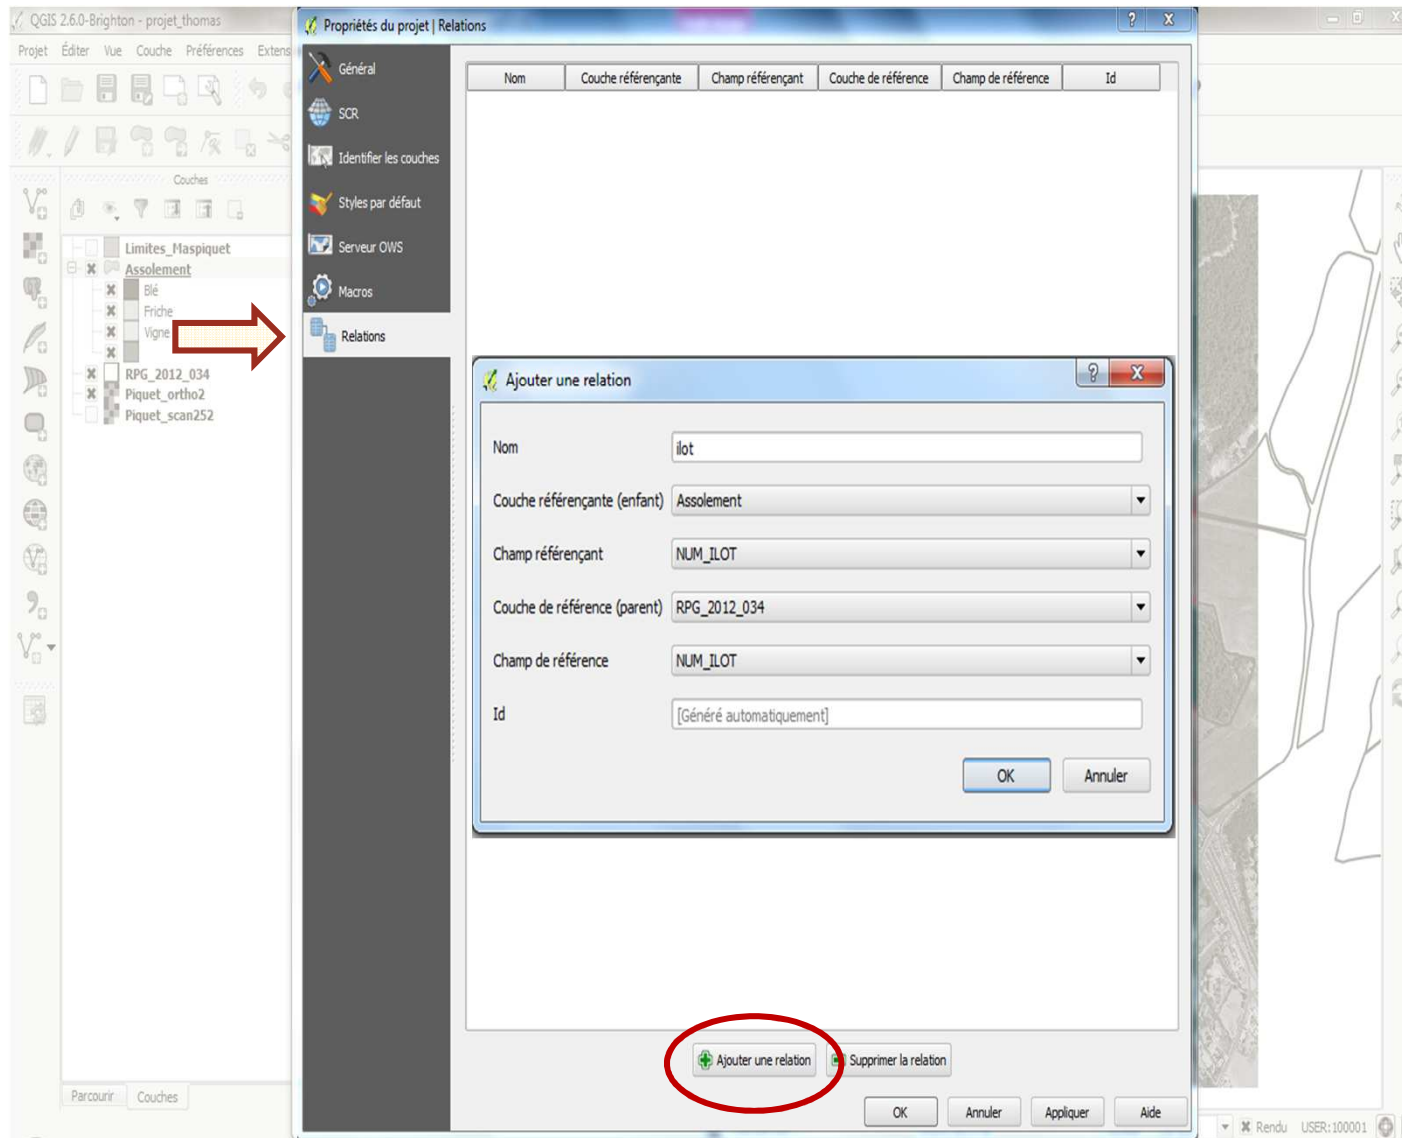 QGIS 2.6.0-Brighton - projet_thomas
Projet Éditer Vue Couche Préférences Extens
Couches
Limites_Maspiquet
Assolement
Blé
Friche
Vigne
RPG_2012_034
Piquet_ortho2
Piquet_scan252
Parcourir Couches
Propriétés du projet | Relations
Général
SCR
Identifier les couches
Styles par défaut
Serveur OWS
Macros
Relations
Nom Couche référençante Champ référençant Couche de référence Champ de référence Id
Ajouter une relation
Nom ilot
Couche référençante (enfant) Assolement
Champ référençant NUM_ILOT
Couche de référence (parent) RPG_2012_034
Champ de référence NUM_ILOT
Id [Généré automatiquement]
OK Annuler
Ajouter une relation Supprimer la relation
OK Annuler Appliquer Aide
Rendu USER:100001